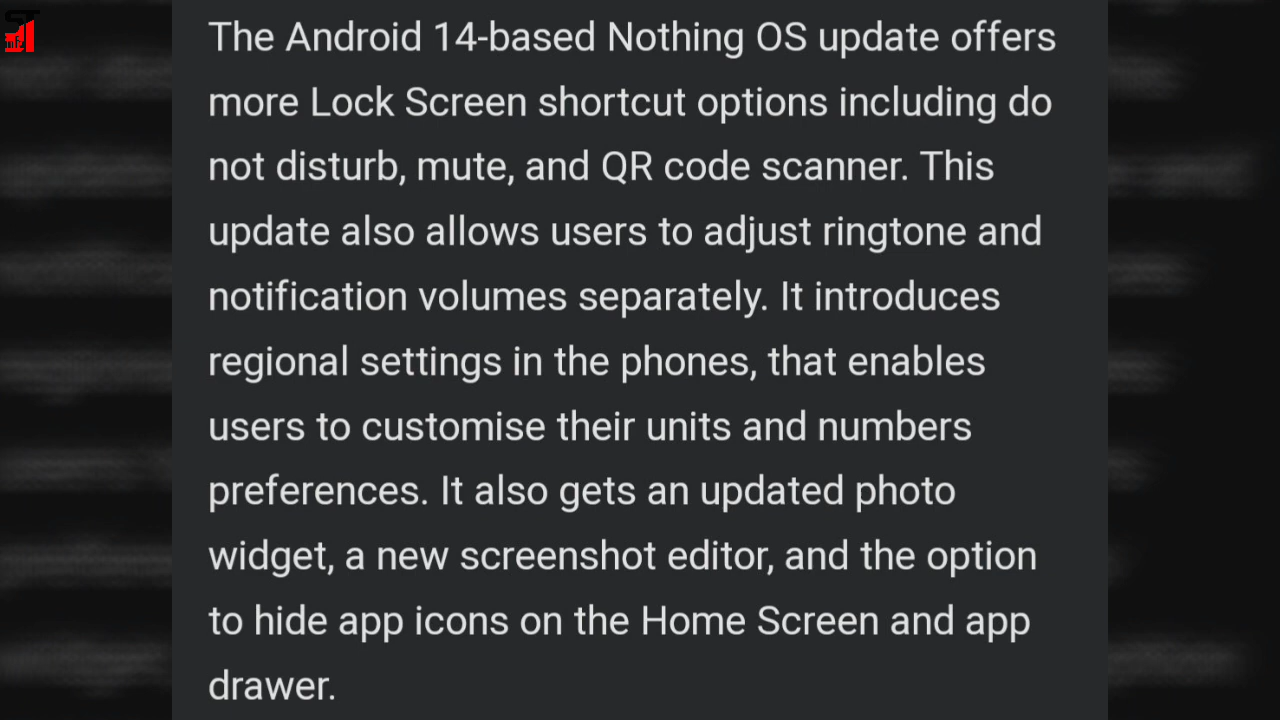 The Android 14-based Nothing OS update offers
more Lock Screen shortcut options including do
not disturb, mute, and QR code scanner. This
update also allows users to adjust ringtone and
notification volumes separately. It introduces
regional settings in the phones, that enables
users to customise their units and numbers
preferences. It also gets an updated photo
widget, a new screenshot editor, and the option
to hide app icons on the Home Screen and app
drawer.